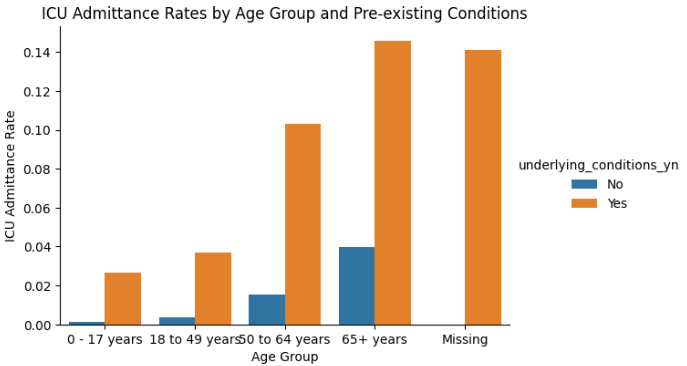 ICU Admittance Rates by Age Group and Pre-existing Conditions
ICU Admittance Rate
0.14
0.12
0.10
0.08
0.06
0.04
0.02
0.00
0 - 17 years
18 to 49 years
50 to 64 years
65+ years
Missing
Age Group
underlying_conditions_yn
No
Yes